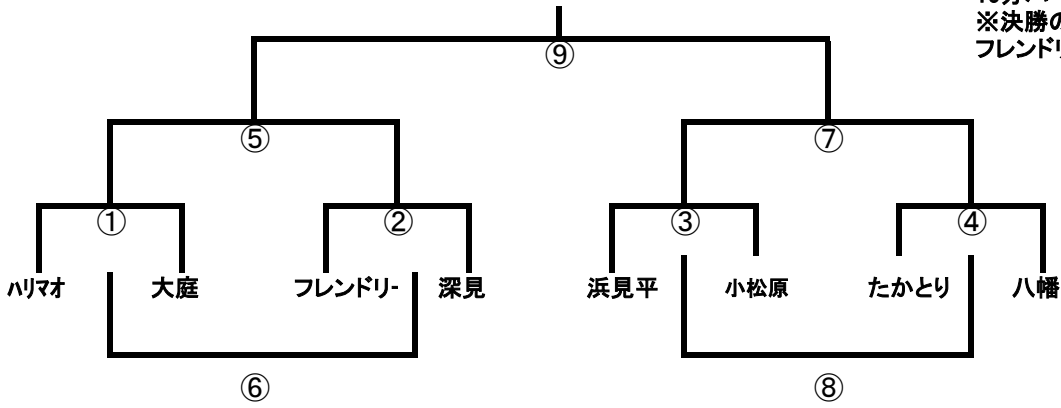 ※決勝の
フレンドリ
⑨
⑤ ⑦
① ② ③ ④
ハリマオ 大庭 フレンドリｰ 深見 浜見平 小松原 たかとり 八幡
⑥ ⑧